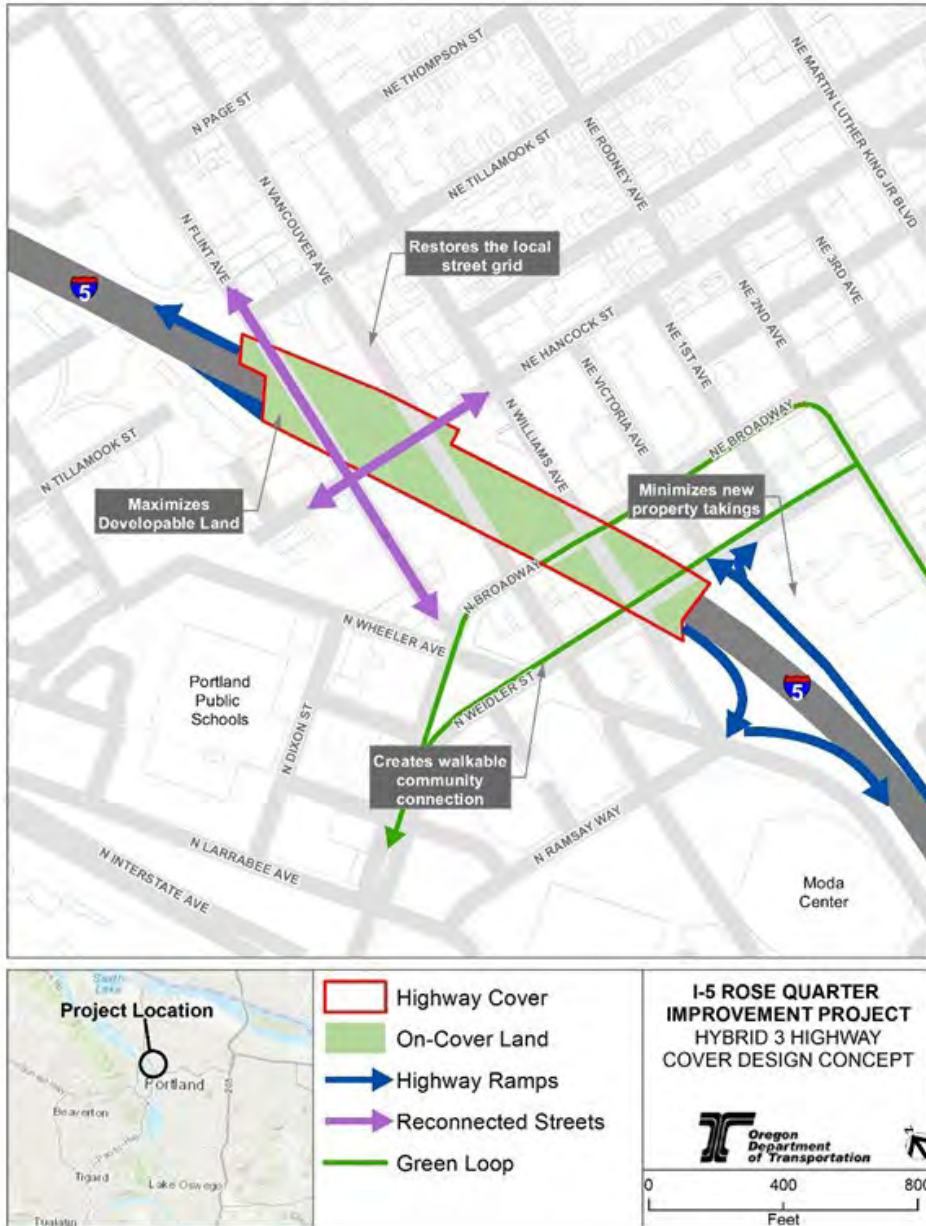 NE THOMPSON ST
N PAGE ST
NE TILLAMOOK ST
NE RODNEY AVE
NE MARTIN LUTHER KING JR BLVD
N VANCOUVER AVE
N FLINT AVE
Restores the local
street grid
5
NE HANCOCK ST
NE 3RD AVE
NE 2ND AVE
NE 1ST AVE
NE VICTORIA AVE
N WILLIAMS AVE
NE BROADWAY
N TILLAMOOK ST
Maximizes
Developable Land
Minimizes new
property takings
N BROADWAY
N WHEELER AVE
Portland
Public
Schools
N DIXON ST
N WEIDLER ST
5
Creates walkable
community
connection
N RAMSAY WAY
N LARRABEE AVE
N INTERSTATE AVE
Moda
Center
Project Location
Portland
205
Beaverton
Tigard
Lake Oswego
Tualatin
Highway Cover
On-Cover Land
Highway Ramps
Reconnected Streets
Green Loop
I-5 ROSE QUARTER
IMPROVEMENT PROJECT
HYBRID 3 HIGHWAY
COVER DESIGN CONCEPT
Oregon
Department
of Transportation
0 400 800
Feet